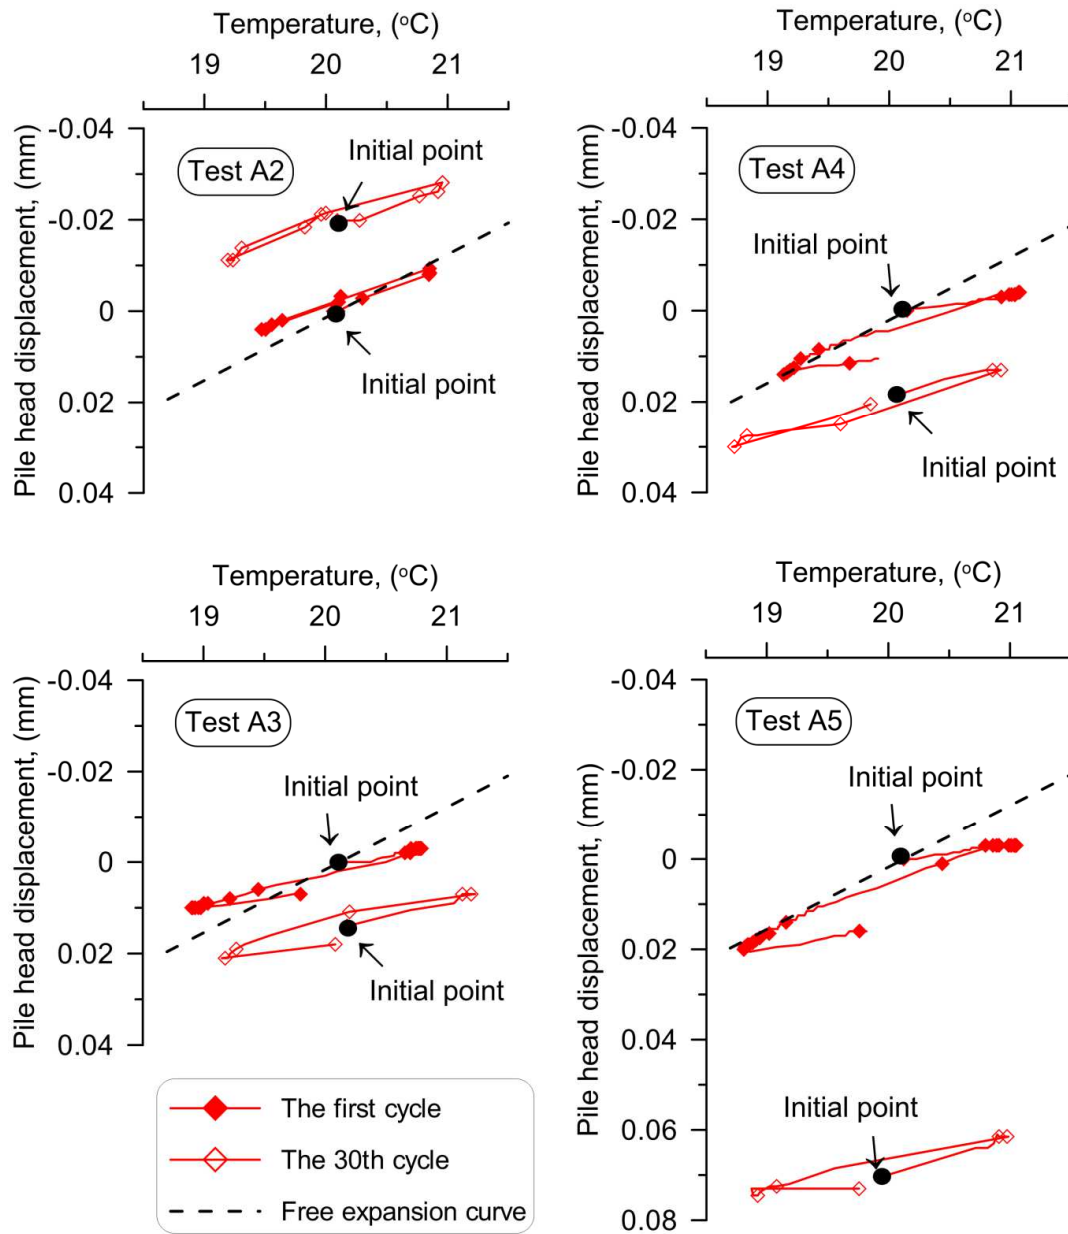 Temperature, (°C)
19 20 21
Pile head displacement, (mm)
-0.04
-0.02
0
0.02
0.04
Test A2
Initial point
Initial point
Temperature, (°C)
19 20 21
Pile head displacement, (mm)
-0.04
-0.02
0
0.02
0.04
Test A4
Initial point
Initial point
Temperature, (°C)
19 20 21
Pile head displacement, (mm)
-0.04
-0.02
0
0.02
0.04
Test A3
Initial point
Initial point
Temperature, (°C)
19 20 21
Pile head displacement, (mm)
-0.04
-0.02
0
0.02
0.04
0.06
0.08
Test A5
Initial point
Initial point
The first cycle
The 30th cycle
Free expansion curve